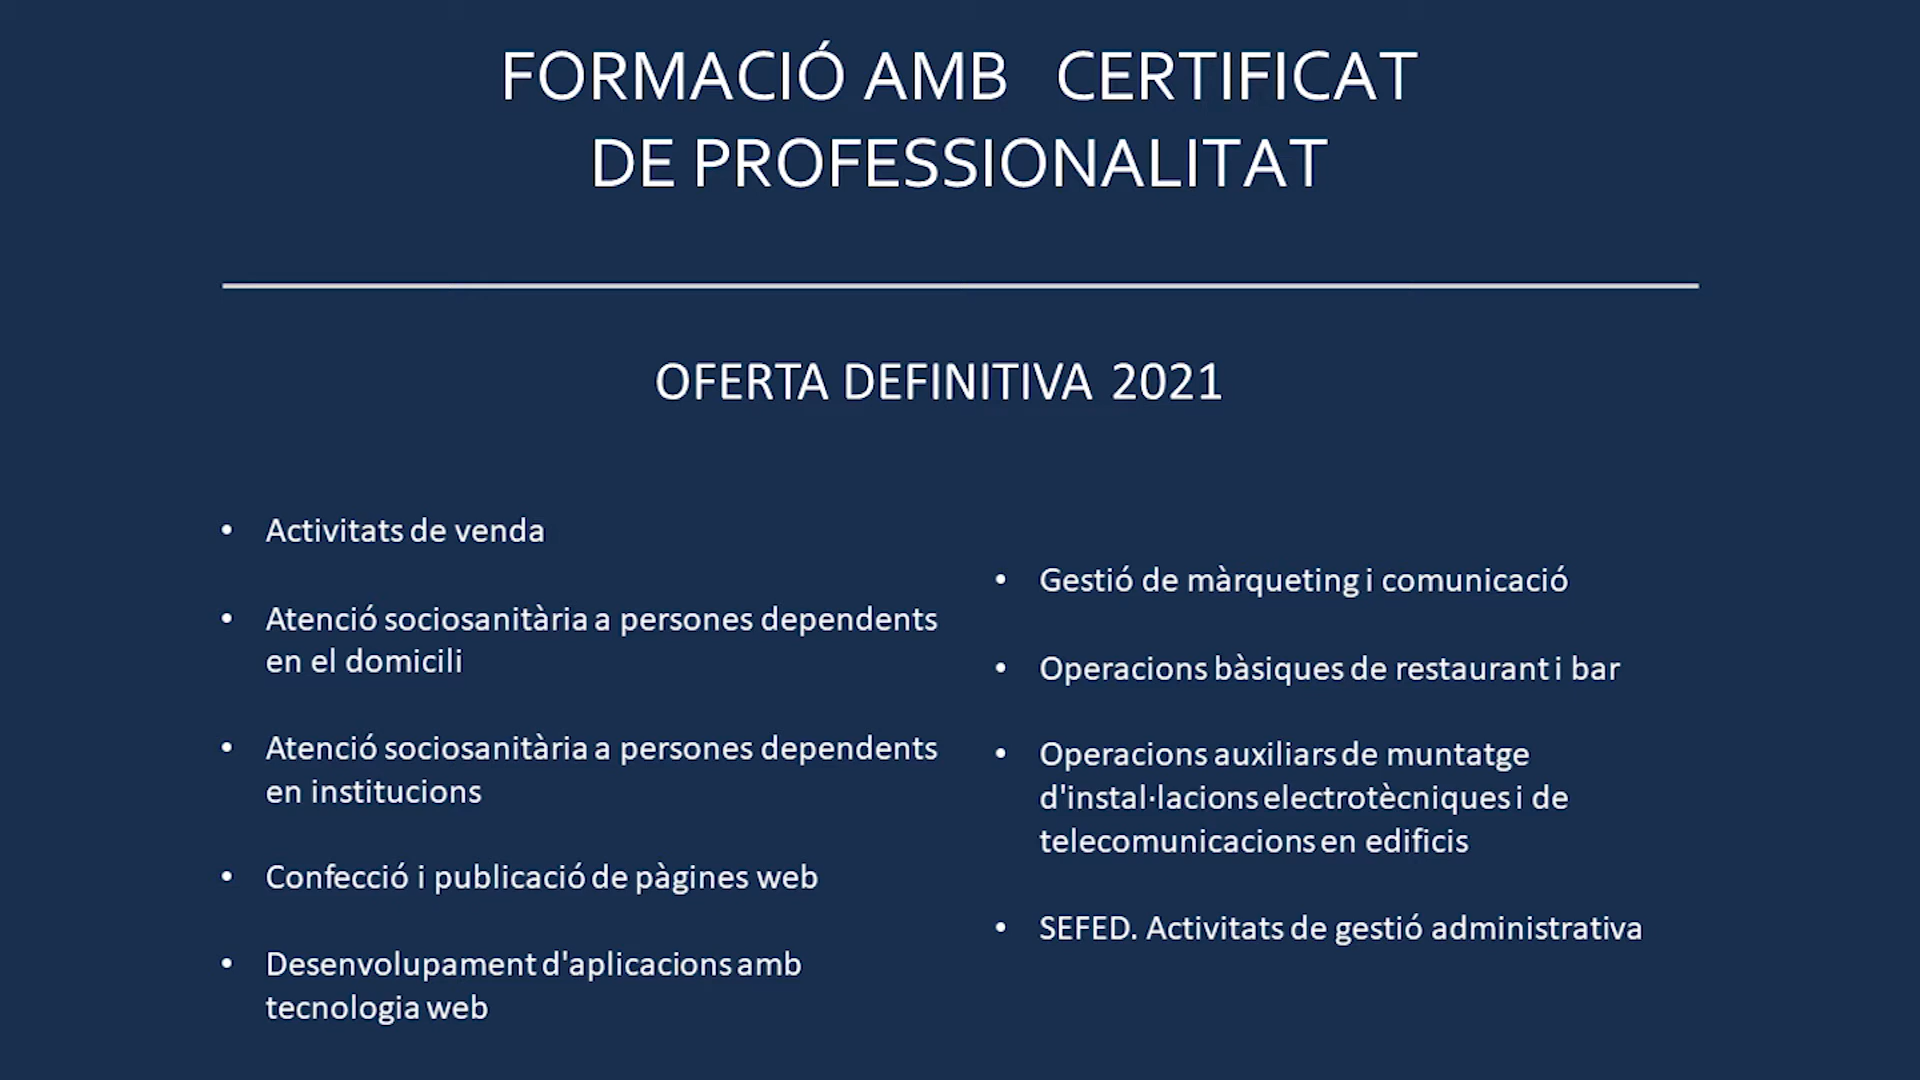 FORMACIÓ AMB CERTIFICAT
DE PROFESSIONALITAT
OFERTA DEFINITIVA 2021
• Activitats de venda
• Atenció sociosanitària a persones dependents
en el domicili
• Atenció sociosanitària a persones dependents
en institucions
• Confecció i publicació de pàgines web
• Desenvolupament d'aplicacions amb
tecnologia web
• Gestió de màrqueting i comunicació
• Operacions bàsiques de restaurant i bar
• Operacions auxiliars de muntatge
d'instal·lacions electrotècniques i de
telecomunicacions en edificis
• SEFED. Activitats de gestió administrativa